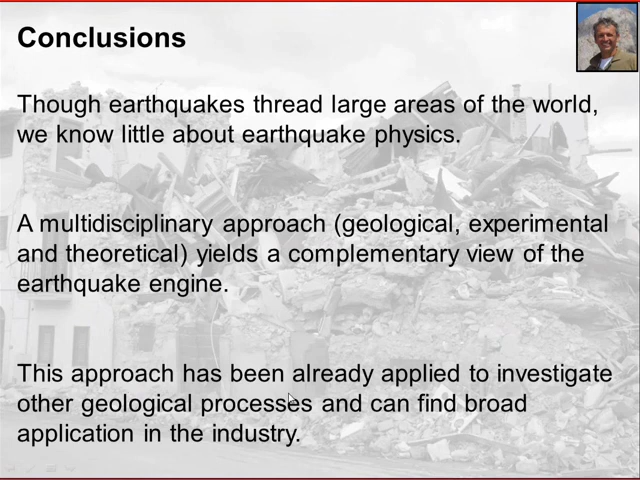 Conclusions
Though earthquakes thread large areas of the world,
we know little about earthquake physics.
A multidisciplinary approach (geological, experimental
and theoretical) yields a complementary view of the
earthquake engine.
This approach has been already applied to investigate
other geological processes and can find broad
application in the industry.